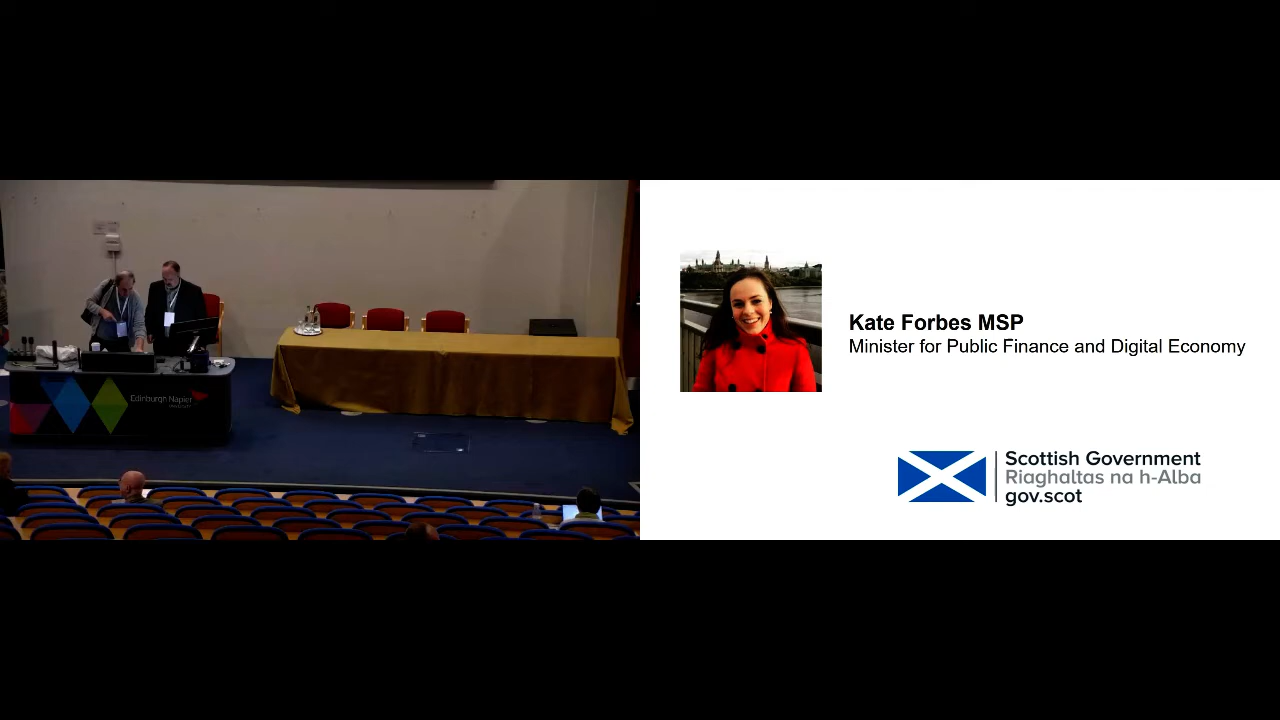 Edinburgh Napier
Kate Forbes MSP
Minister for Public Finance and Digital Economy
Scottish Government
Riaghaltas na h-Alba
gov.scot